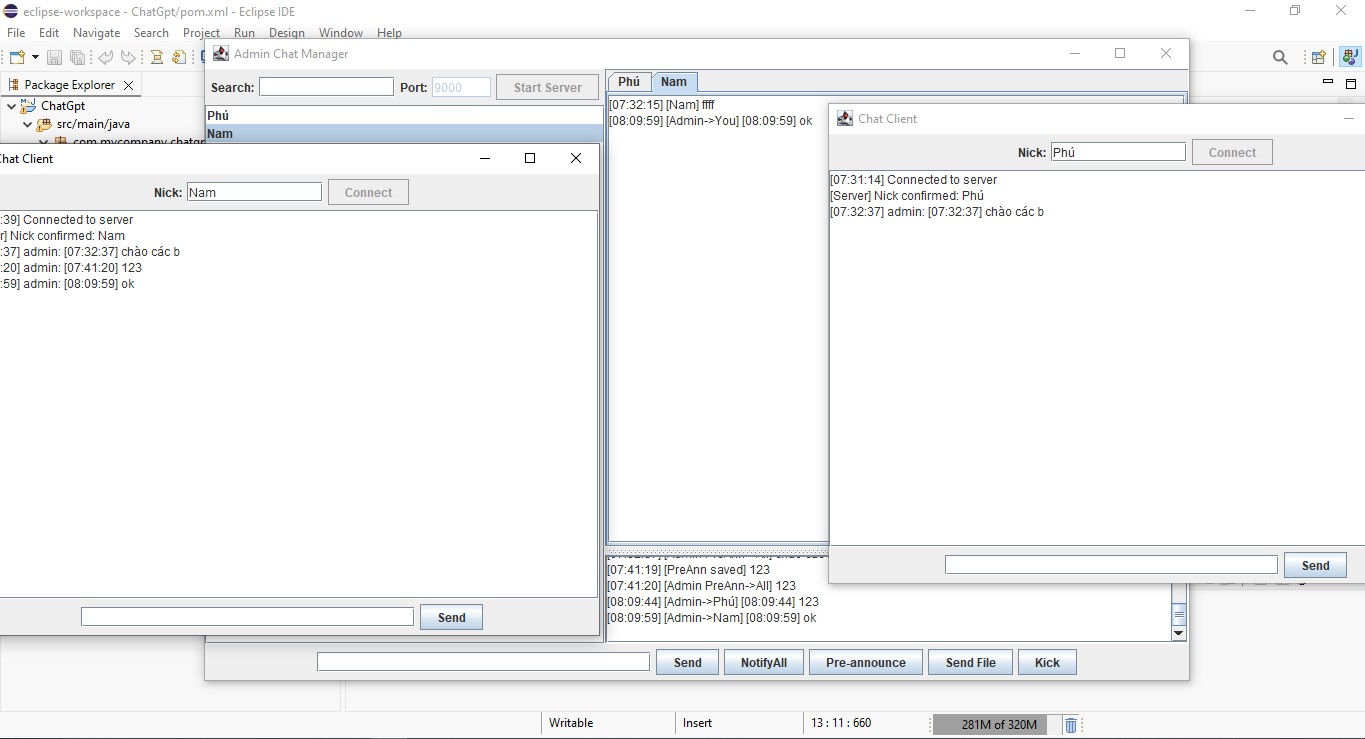 eclipse-workspace - ChatGpt/pom.xml - Eclipse IDE
File Edit Navigate Search Project Run Design Window Help
Package Explorer
ChatGpt
src/main/java
Admin Chat Manager
Search: Port: 9000 Start Server
Phú
Nam
Phú Nam
[07:32:15] [Nam] ffff
[08:09:59] [Admin->You] [08:09:59] ok
[07:41:19] [PreAnn saved] 123
[07:41:20] [Admin PreAnn->All] 123
[08:09:44] [Admin->Phú] [08:09:44] 123
[08:09:59] [Admin->Nam] [08:09:59] ok
Send NotifyAll Pre-announce Send File Kick
hat Client
Nick: Nam Connect
:39] Connected to server
r] Nick confirmed: Nam
:37] admin: [07:32:37] chào các b
:20] admin: [07:41:20] 123
:59] admin: [08:09:59] ok
Send
Chat Client
Nick: Phú Connect
[07:31:14] Connected to server
[Server] Nick confirmed: Phú
[07:32:37] admin: [07:32:37] chào các b
Send
Writable Insert 13 : 11 : 660 281M of 320M